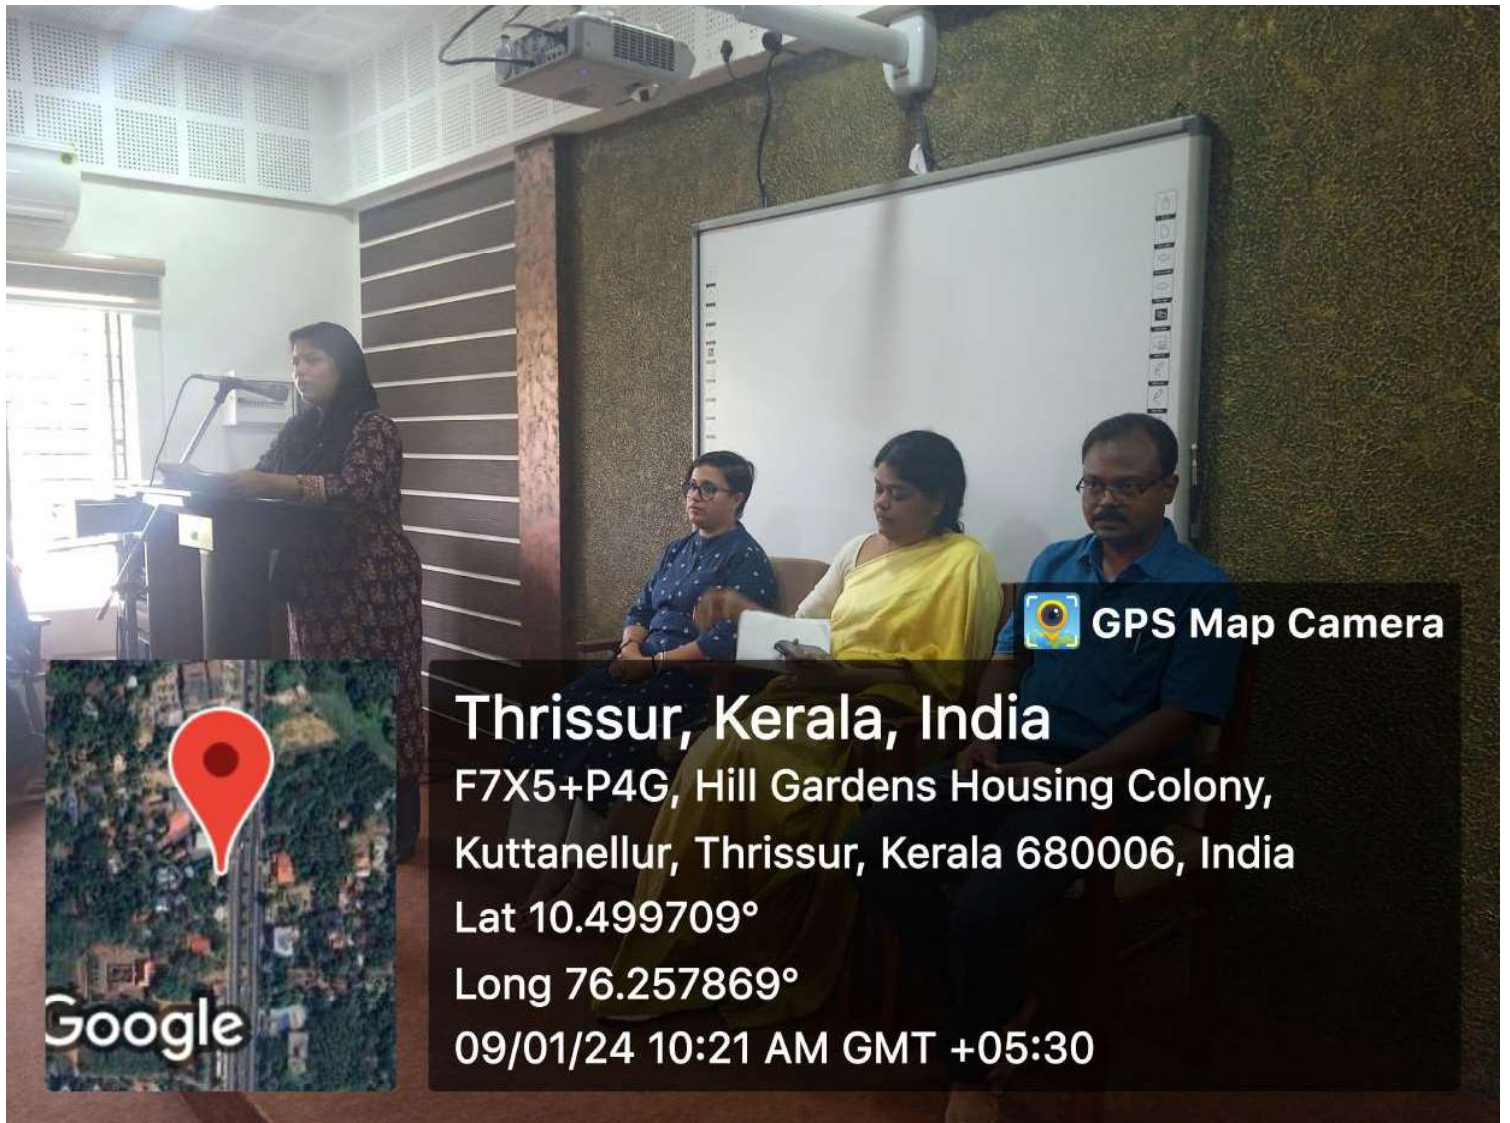 GPS Map Camera
Thrissur, Kerala, India
F7X5+P4G, Hill Gardens Housing Colony,
Kuttanellur, Thrissur, Kerala 680006, India
Lat 10.499709°
Long 76.257869°
09/01/24 10:21 AM GMT +05:30
Google